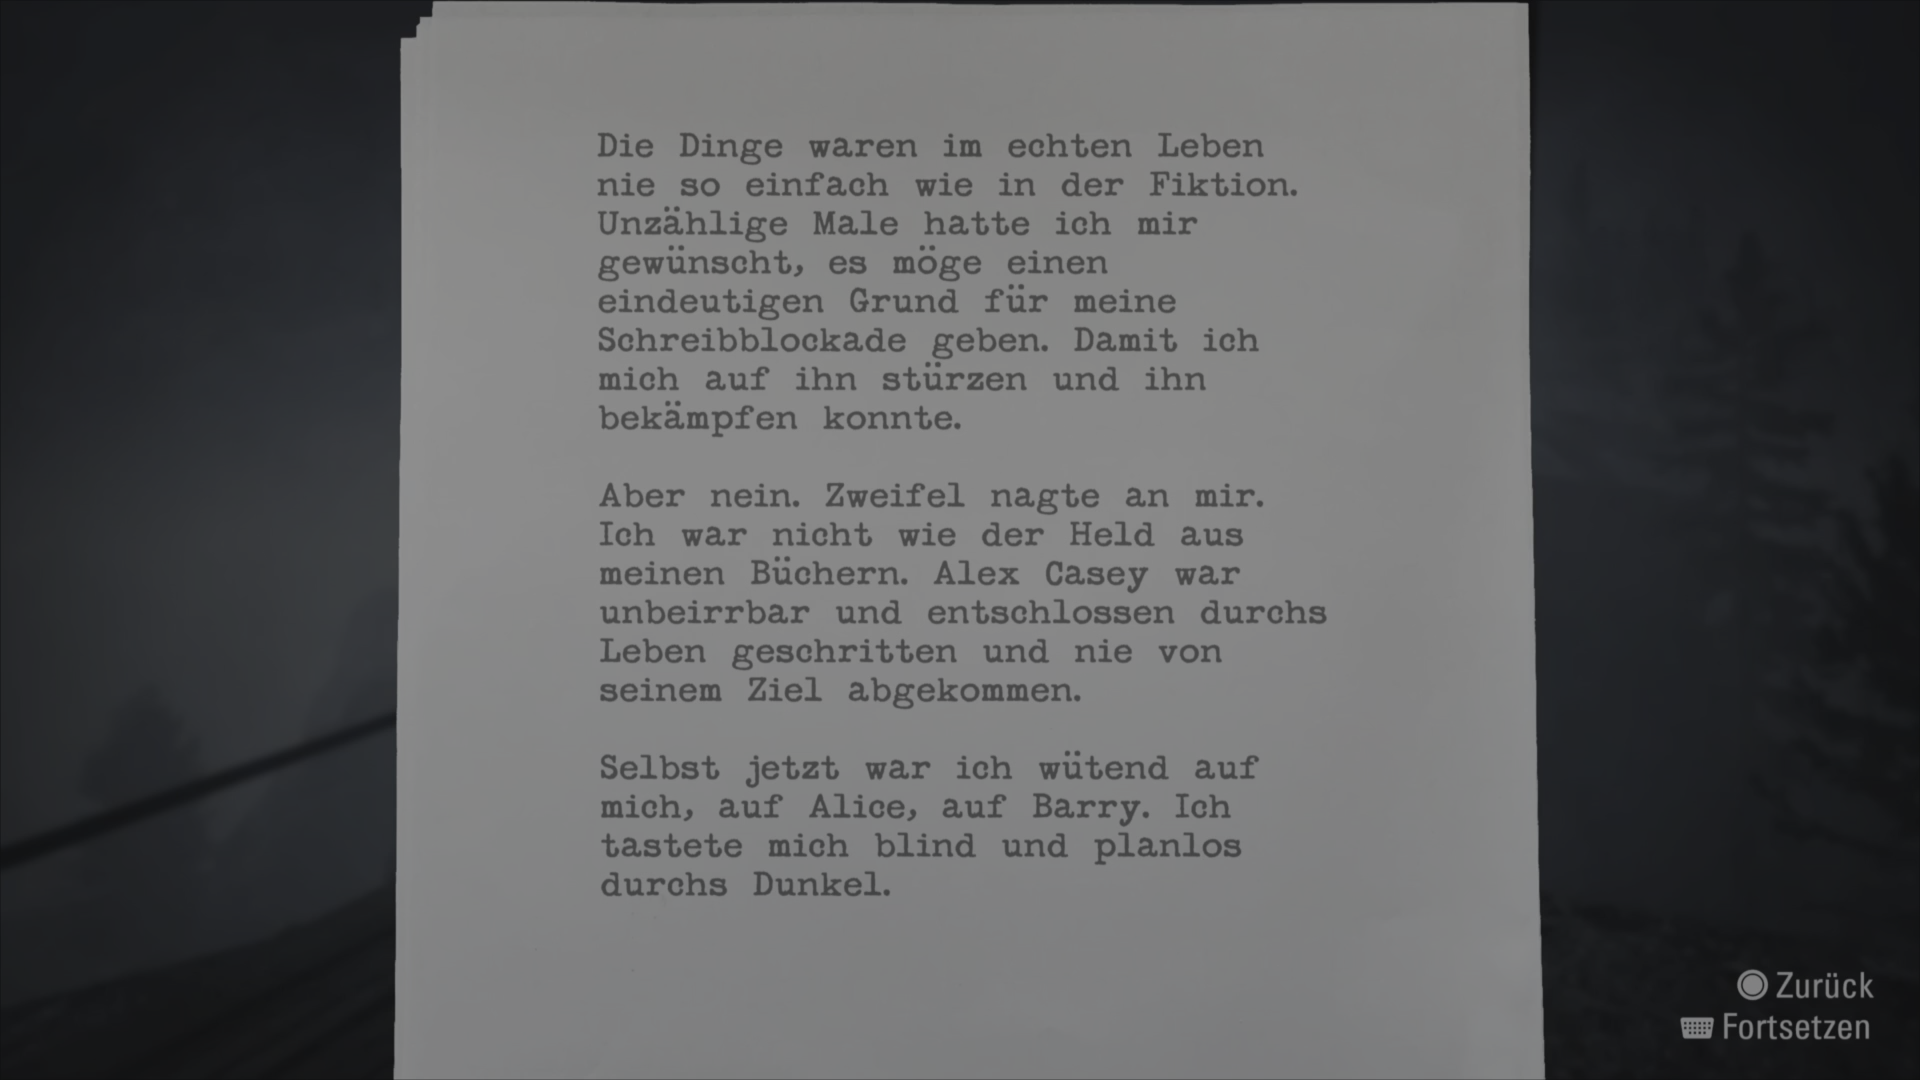 Die Dinge waren im echten Leben
nie so einfach wie in der Fiktion.
Unzählige Male hatte ich mir
gewünscht, es möge einen
eindeutigen Grund für meine
Schreibblockade geben. Damit ich
mich auf ihn stürzen und ihn
bekämpfen konnte.
Aber nein. Zweifel nagte an mir.
Ich war nicht wie der Held aus
meinen Büchern. Alex Casey war
unbeirrbar und entschlossen durchs
Leben geschritten und nie von
seinem Ziel abgekommen.
Selbst jetzt war ich wütend auf
mich, auf Alice, auf Barry. Ich
tastete mich blind und planlos
durchs Dunkel.
Zurück
Fortsetzen